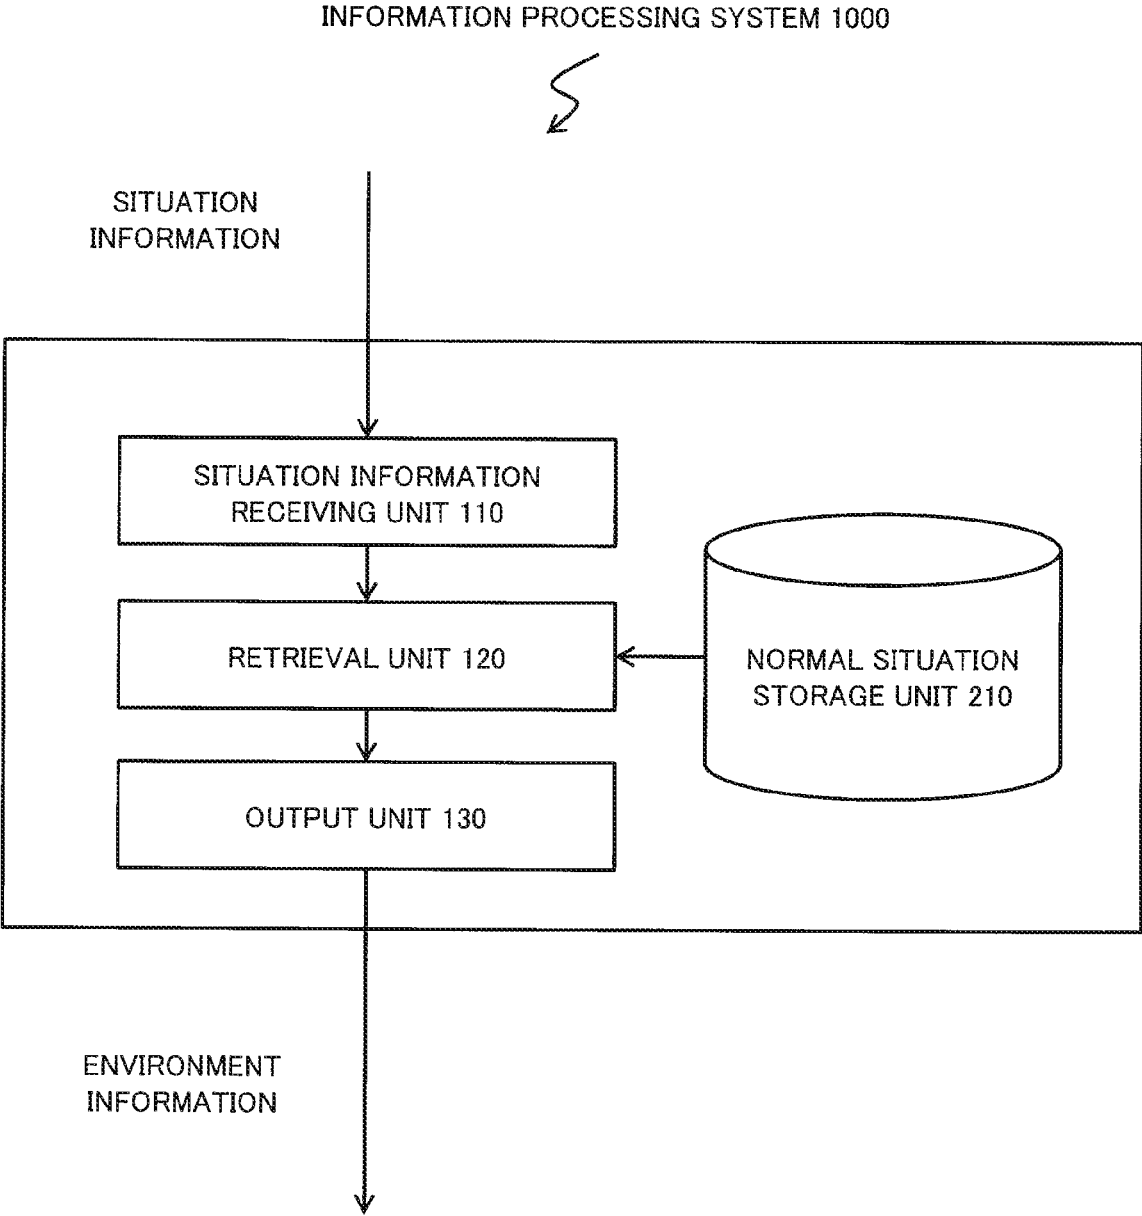 INFORMATION PROCESSING SYSTEM 1000
SITUATION
INFORMATION
SITUATION INFORMATION
RECEIVING UNIT 110
RETRIEVAL UNIT 120
NORMAL SITUATION
STORAGE UNIT 210
OUTPUT UNIT 130
ENVIRONMENT
INFORMATION